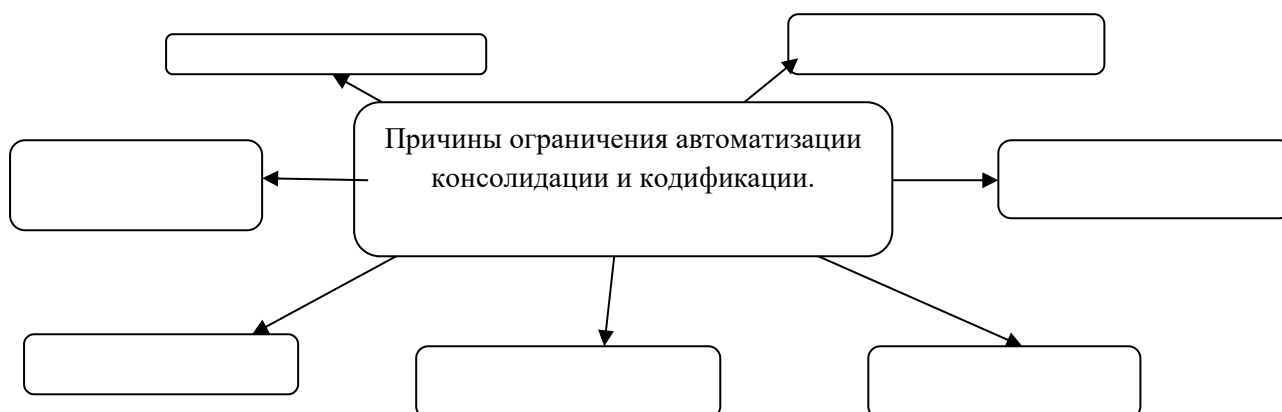 Причины ограничения автоматизации
консолидации и кодификации.